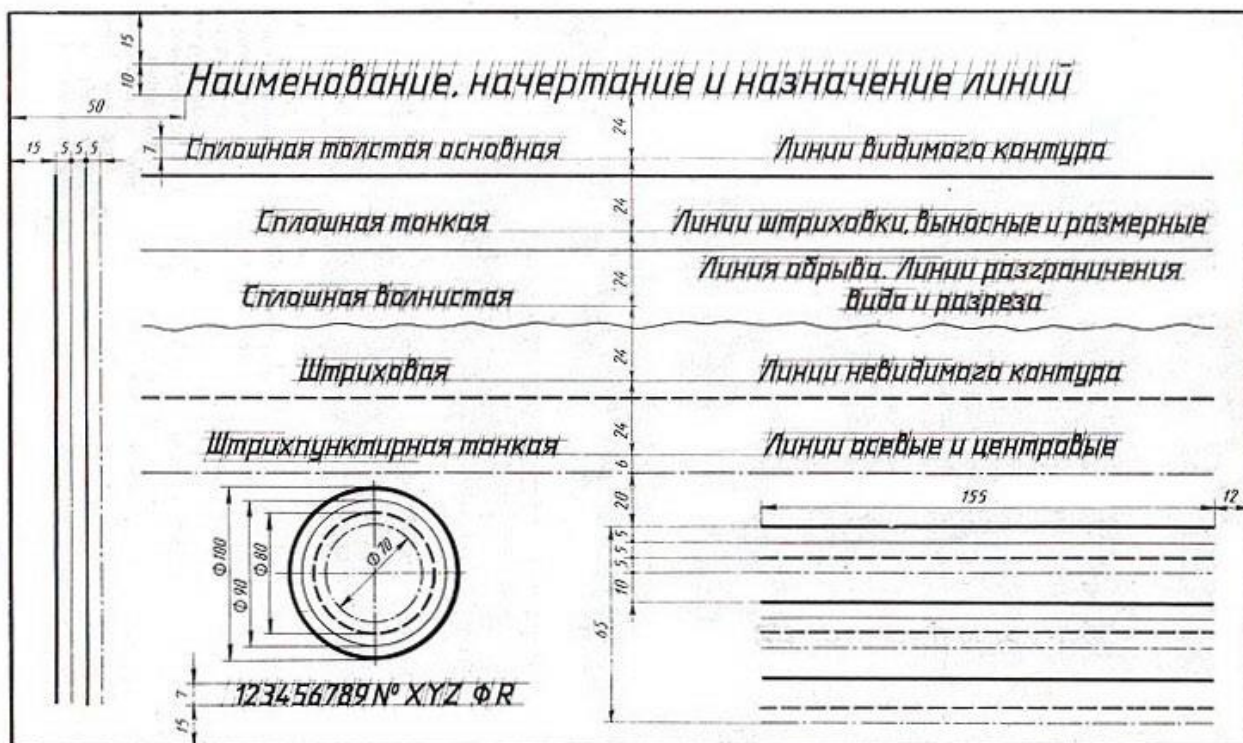 15
10
Наименование, начертание и назначение линий
50
24
15 5 5 5
7
Сплошная толстая основная
Линии видимого контура
24
Сплошная тонкая
Линии штриховки, выносные и размерные
24
Линия обрыва. Линии разграничения
вида и разреза
Сплошная волнистая
24
Штриховая
Линии невидимого контура
24
Штрихпунктирная тонкая
Линии осевые и центровые
6
20
155
12
Ф100
Ф90
Ф80
Ф70
5
5 5
10
65
7
123456789 № XYZ Ф R
15